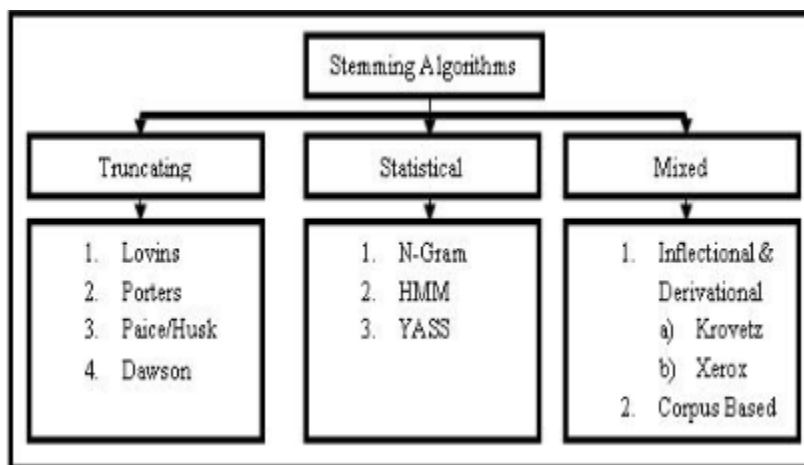 Stemming Algorithms
Truncating
Statistical
Mixed
1. Lovins
2. Porters
3. Paice/Husk
4. Dawson
1. N-Gram
2. HMM
3. YASS
1. Inflectional &
Derivational
a) Krovetz
b) Xerox
2. Corpus Based